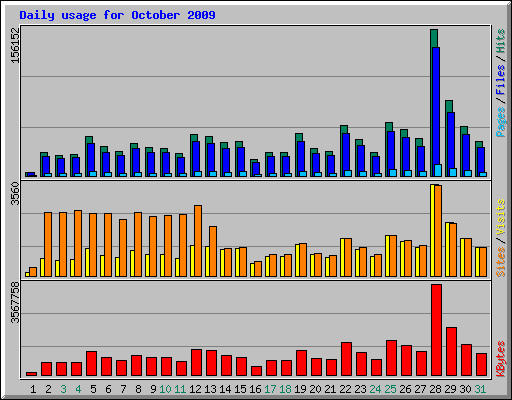 Daily usage for October 2009
156152
Pages / Files / Hits
3560
Sites / Visits
3567758
KBytes
1 2 3 4 5 6 7 8 9 10 11 12 13 14 15 16 17 18 19 20 21 22 23 24 25 26 27 28 29 30 31